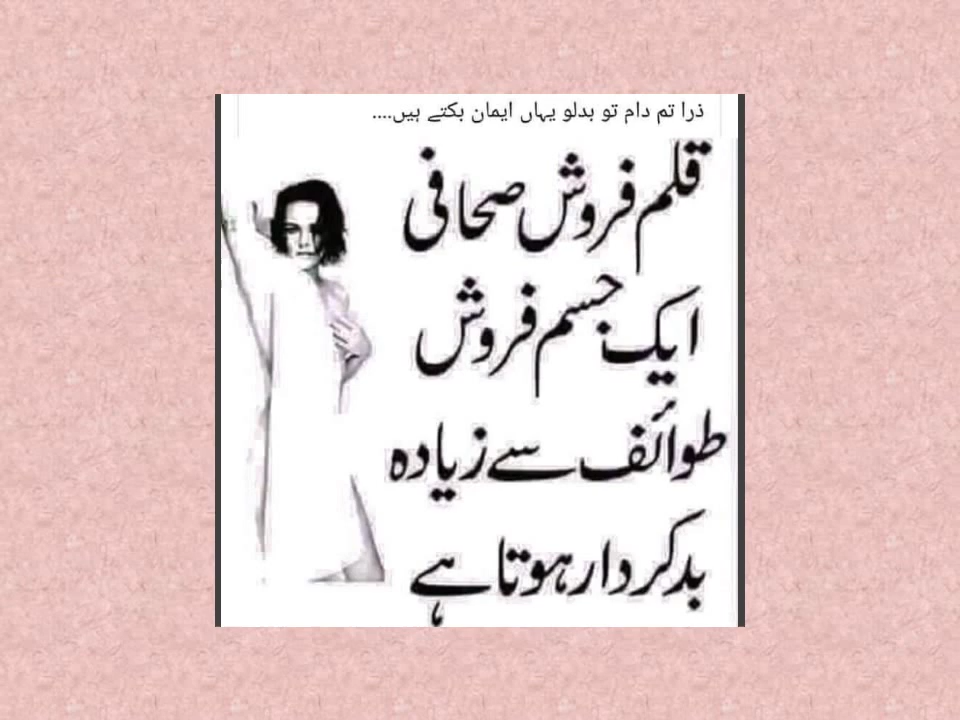 ذرا تم دام تو بدلو یہاں ایمان بکتے ہیں....
قلم فروش صحافی
ایک جسم فروش
طوائف سے زیادہ
بدکردار ہوتا ہے